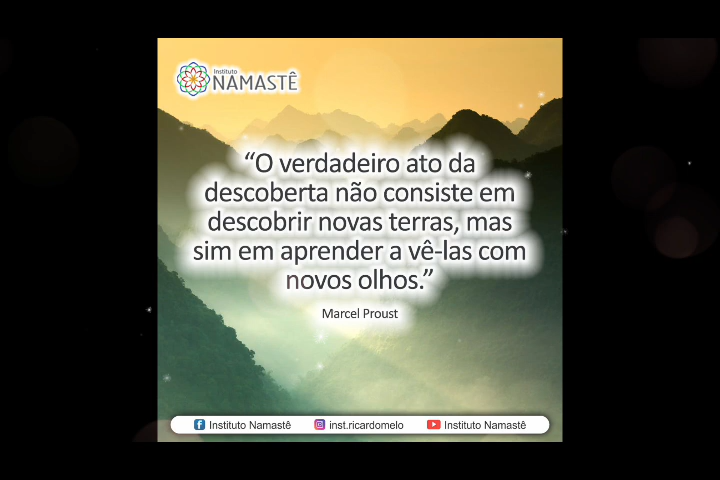 Instituto
NAMASTÊ
“O verdadeiro ato da
descoberta não consiste em
descobrir novas terras, mas
sim em aprender a vê-las com
novos olhos.”
Marcel Proust
Instituto Namastê inst.ricardomelo Instituto Namastê